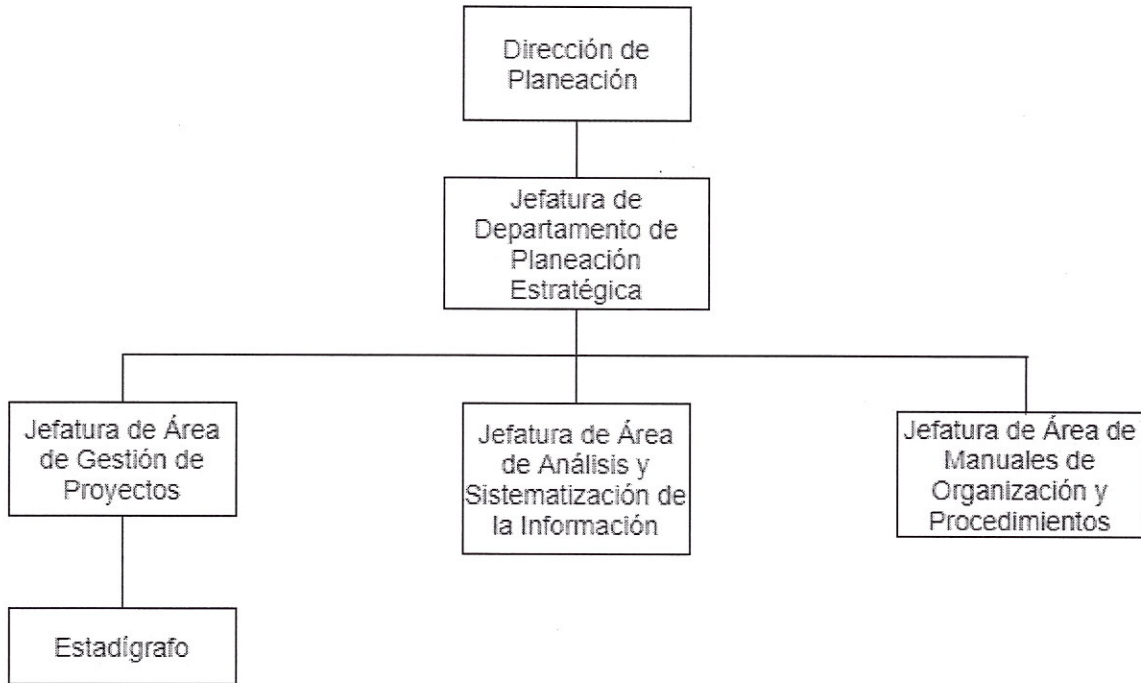 Dirección de
Planeación
Jefatura de
Departamento de
Planeación
Estratégica
Jefatura de Área
de Gestión de
Proyectos
Jefatura de Área
de Análisis y
Sistematización de
la Información
Jefatura de Área de
Manuales de
Organización y
Procedimientos
Estadígrafo